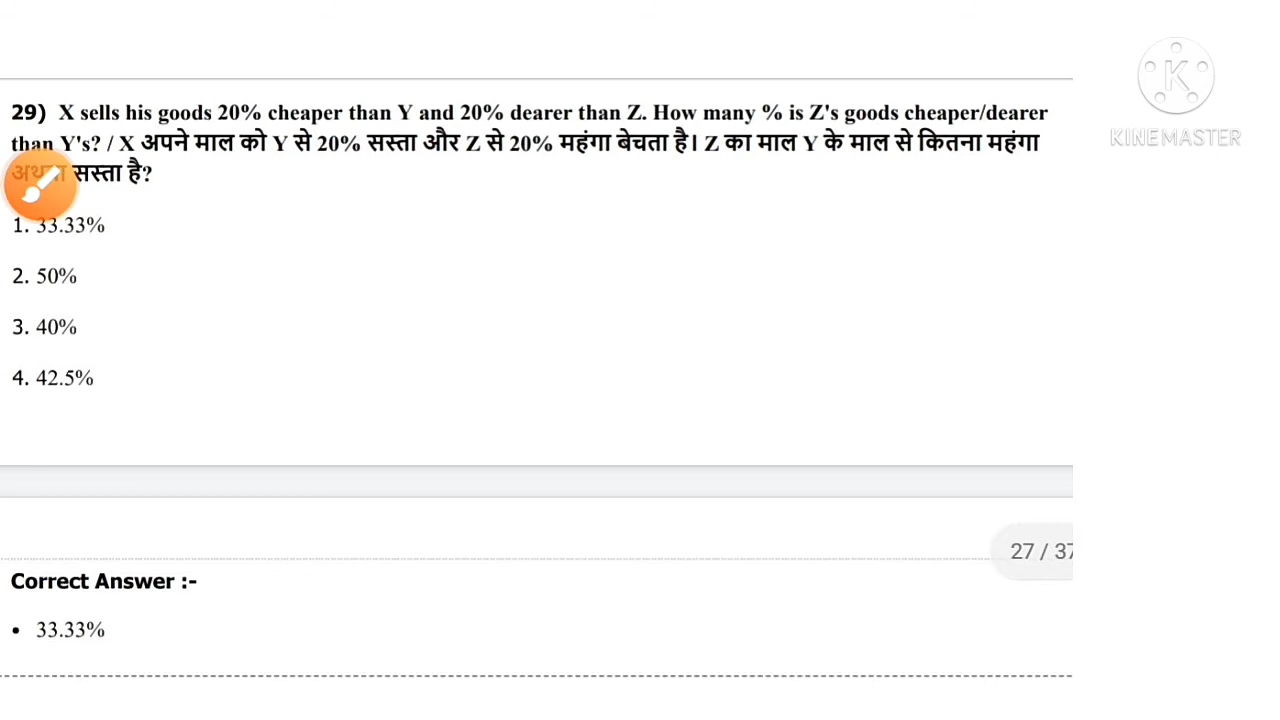 29) X sells his goods 20% cheaper than Y and 20% dearer than Z. How many % is Z's goods cheaper/dearer
than Y's? / X अपने माल को Y से 20% सस्ता और Z से 20% महंगा बेचता है। Z का माल Y के माल से कितना महंगा
सस्ता है?
1. 33.33%
2. 50%
3. 40%
4. 42.5%
27 / 37
Correct Answer :-
• 33.33%
K
KINEMASTER